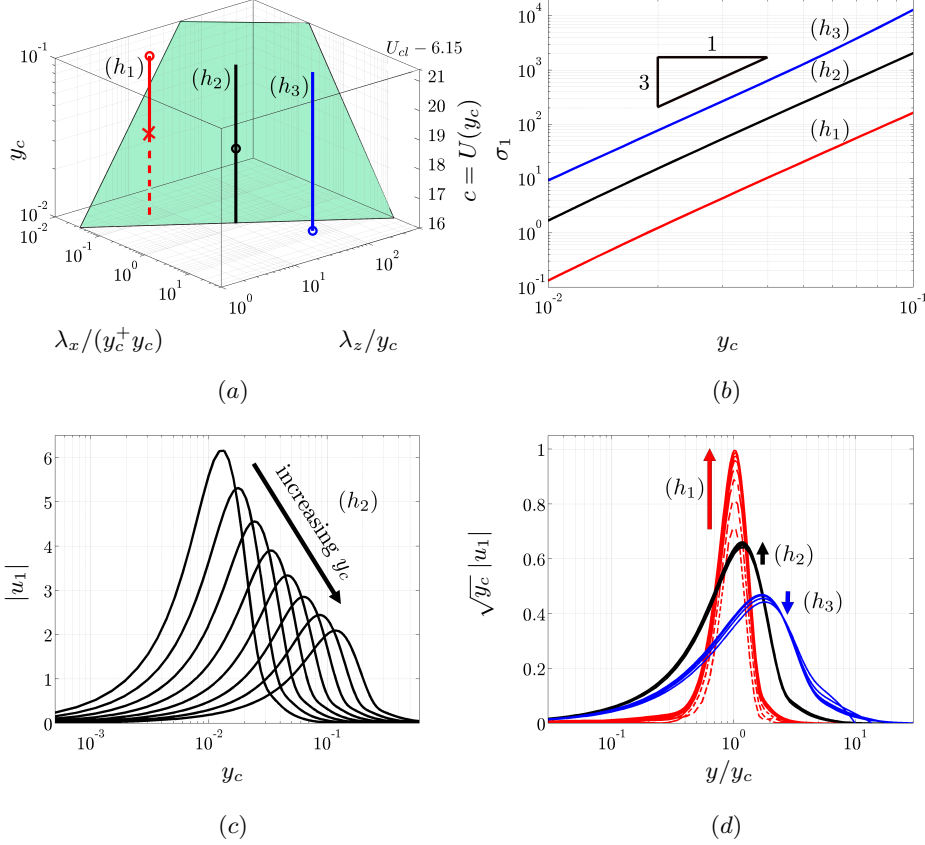 U_{cl} − 6.15
10^{-1}
(h_1)
(h_2)
(h_3)
21
20
19
18
17
16
y_c
c = U(y_c)
10^{-2}
10^{-2}
10^{-1}
10^0
10^1
10^0
10^1
10^2
λ_x/(y_c^+ y_c)
λ_z/y_c
(a)
10^4
10^3
10^2
10^1
10^0
10^{-1}
σ_1
1
3
(h_3)
(h_2)
(h_1)
10^{-2}
10^{-1}
y_c
(b)
6
5
4
3
2
1
0
|u_1|
increasing y_c
(h_2)
10^{-3}
10^{-2}
10^{-1}
y_c
(c)
1
0.8
0.6
0.4
0.2
0
√y_c |u_1|
(h_1)
(h_2)
(h_3)
10^{-1}
10^0
10^1
y/y_c
(d)